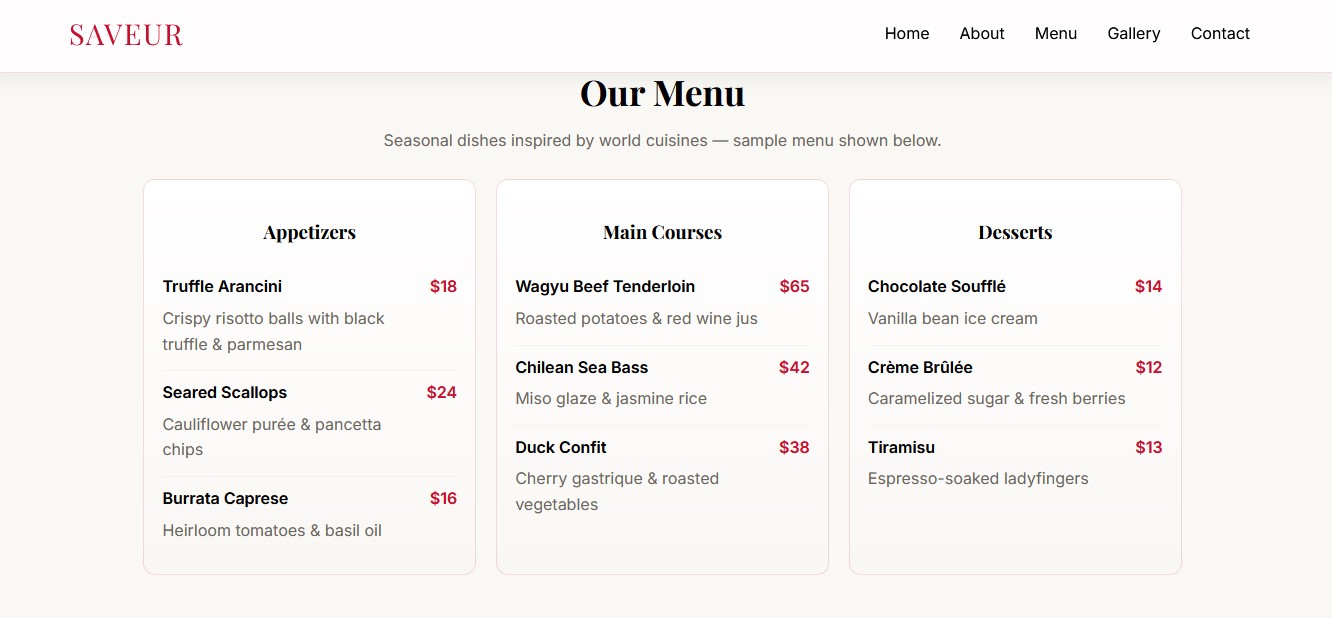 SAVEUR
Home About Menu Gallery Contact
Our Menu
Seasonal dishes inspired by world cuisines — sample menu shown below.
Appetizers
Truffle Arancini $18
Crispy risotto balls with black
truffle & parmesan
Seared Scallops $24
Cauliflower purée & pancetta
chips
Burrata Caprese $16
Heirloom tomatoes & basil oil
Main Courses
Wagyu Beef Tenderloin $65
Roasted potatoes & red wine jus
Chilean Sea Bass $42
Miso glaze & jasmine rice
Duck Confit $38
Cherry gastrique & roasted
vegetables
Desserts
Chocolate Soufflé $14
Vanilla bean ice cream
Crème Brûlée $12
Caramelized sugar & fresh berries
Tiramisu $13
Espresso-soaked ladyfingers